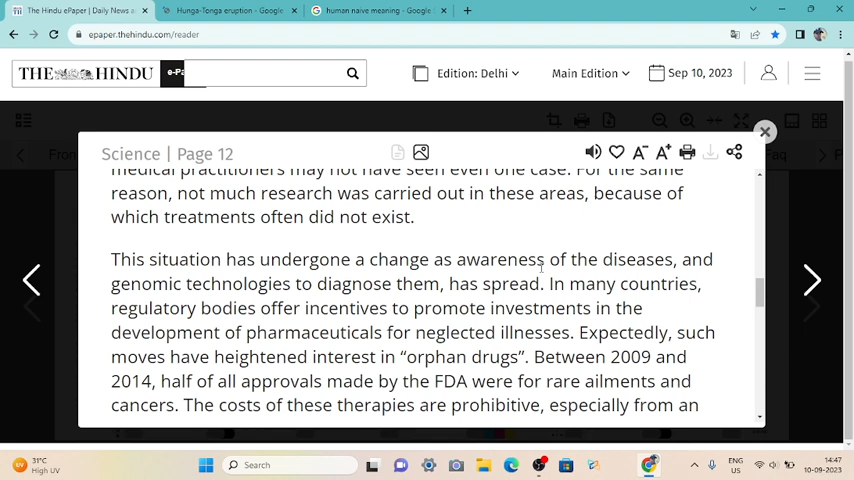 The Hindu ePaper | Daily News a
Hunga-Tonga eruption - Google
human naive meaning - Google
epaper.thehindu.com/reader
THE HINDU
e-Pa
Edition: Delhi
Main Edition
Sep 10, 2023
Fron
Faq
Science | Page 12
A- A+
medical practitioners may not have seen even one case. For the same
reason, not much research was carried out in these areas, because of
which treatments often did not exist.
This situation has undergone a change as awareness of the diseases, and
genomic technologies to diagnose them, has spread. In many countries,
regulatory bodies offer incentives to promote investments in the
development of pharmaceuticals for neglected illnesses. Expectedly, such
moves have heightened interest in “orphan drugs”. Between 2009 and
2014, half of all approvals made by the FDA were for rare ailments and
cancers. The costs of these therapies are prohibitive, especially from an
31°C
High UV
Search
ENG
US
14:47
10-09-2023